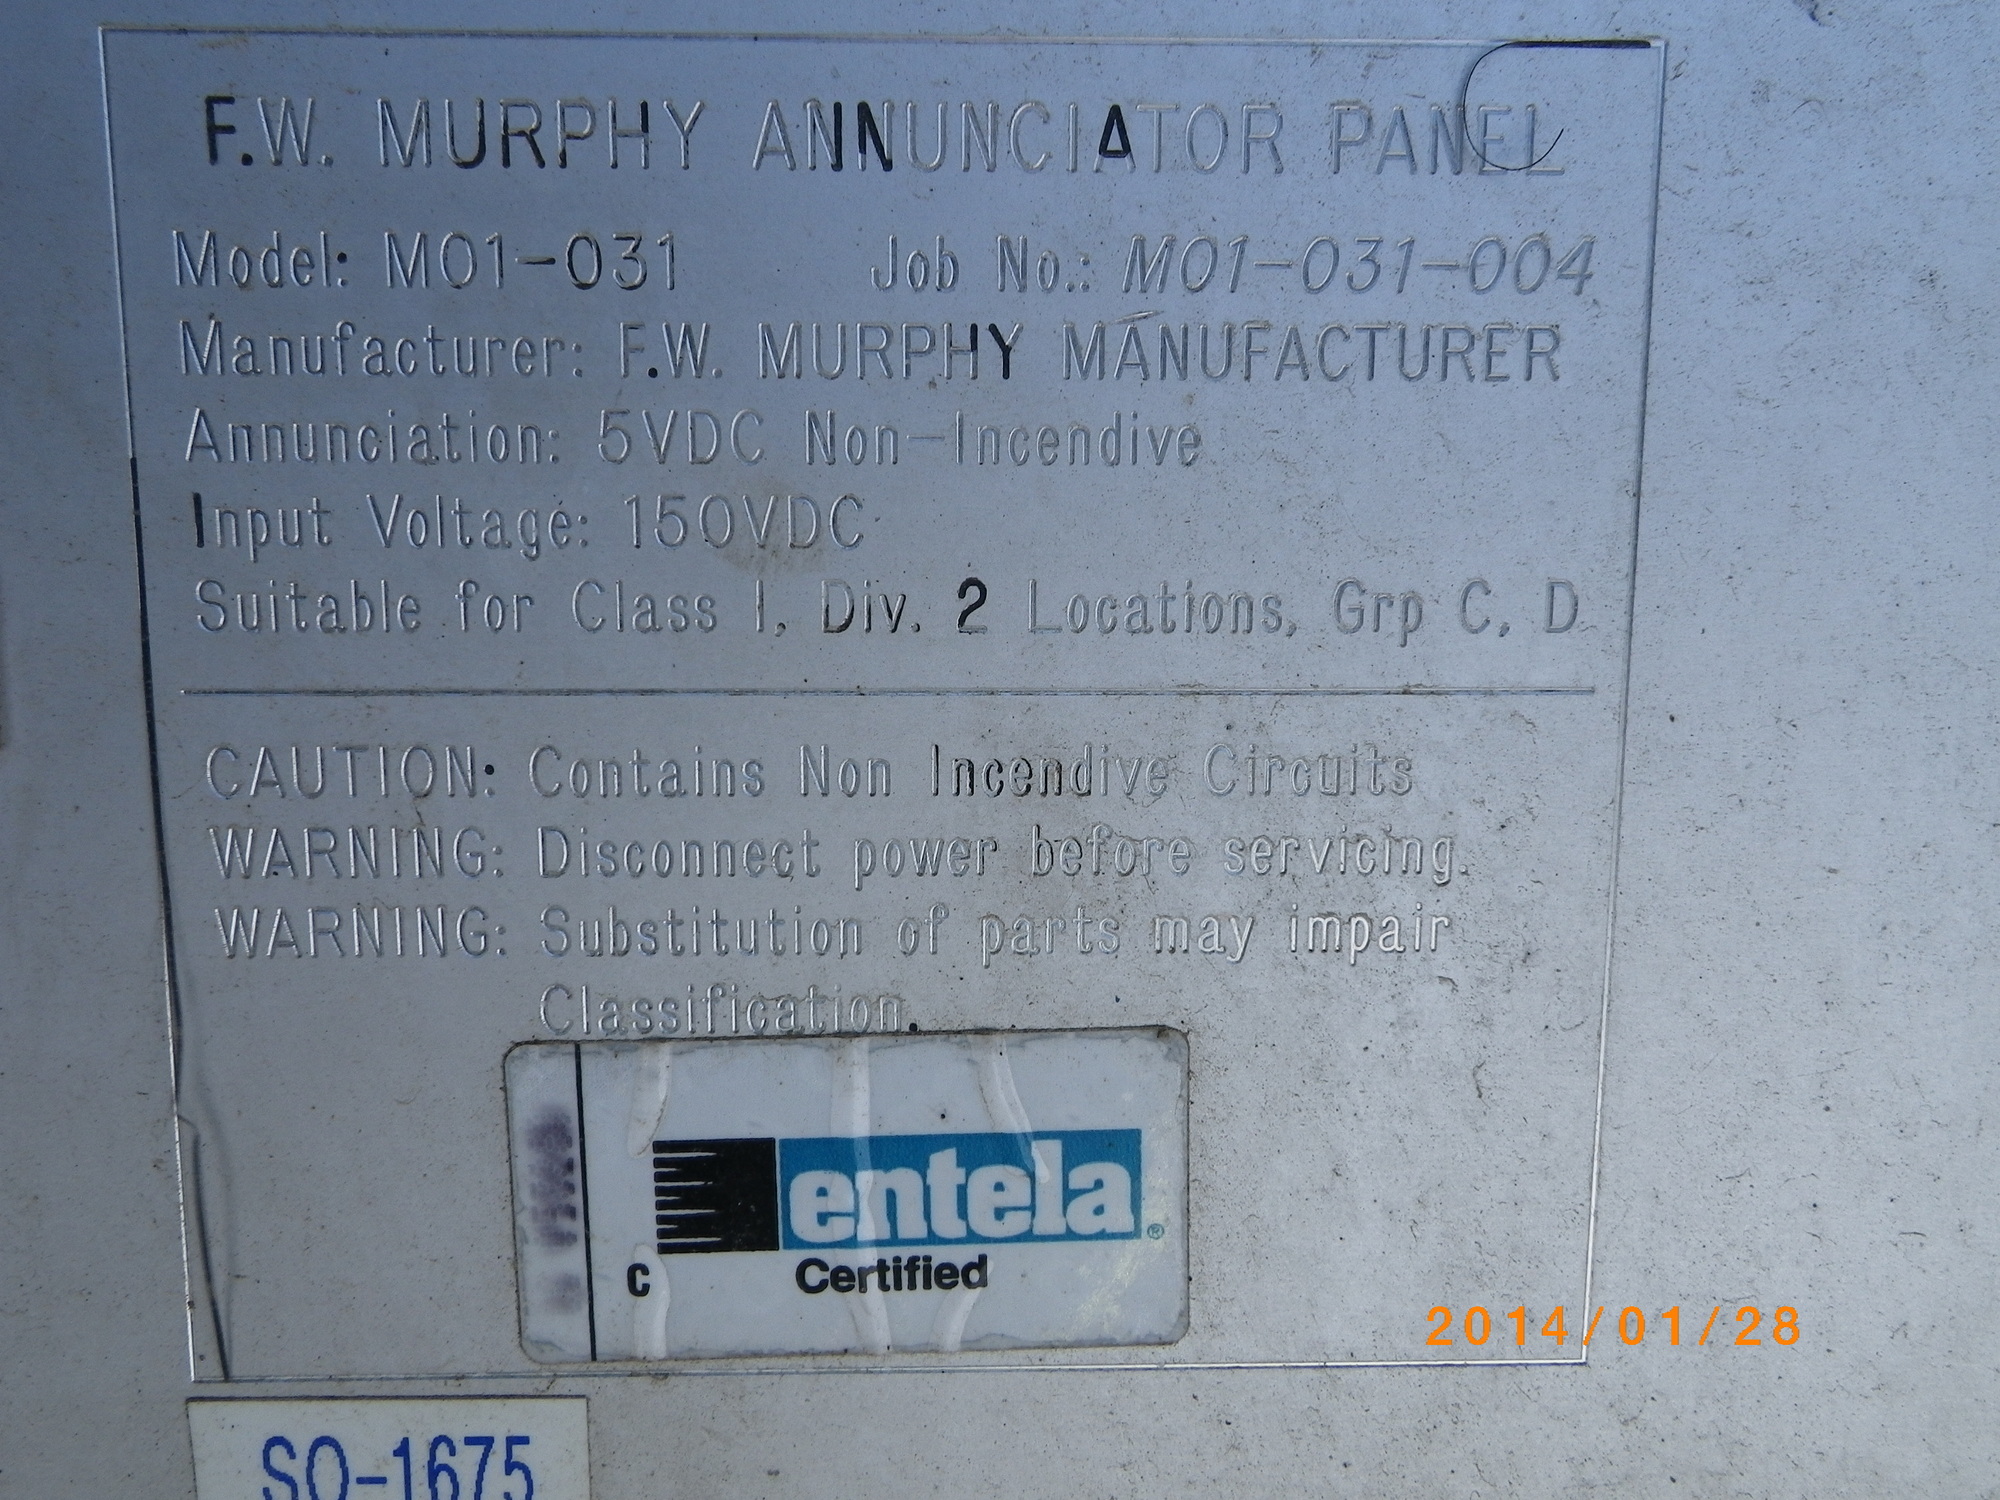 F.W. MURPHY ANNUNCIATOR PANEL
Model: M01-031 Job No.: M01-031-004
Manufacturer: F.W. MURPHY MANUFACTURER
Annunciation: 5VDC Non-Incendive
Input Voltage: 150VDC
Suitable for Class I, Div. 2 Locations, Grp C, D
CAUTION: Contains Non Incendive Circuits
WARNING: Disconnect power before servicing.
WARNING: Substitution of parts may impair
Classification.
entela®
C Certified
2014/01/28
SO-1675